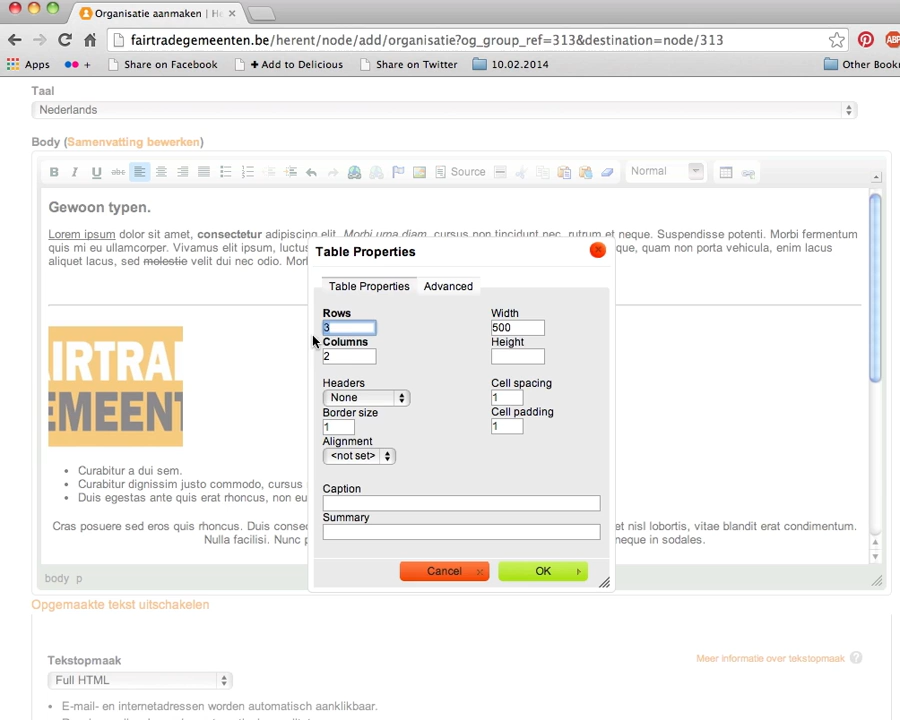 Organisatie aanmaken | He
fairtradegemeenten.be/herent/node/add/organisatie?og_group_ref=313&destination=node/313
Apps + Share on Facebook + Add to Delicious Share on Twitter 10.02.2014 Other Bookr
Taal
Nederlands
Body (Samenvatting bewerken)
B I U abc Source Normal
Gewoon typen.
Lorem ipsum dolor sit amet, consectetur adipiscing elit. Morbi urna diam, cursus non tincidunt nec, rutrum et neque. Suspendisse potenti. Morbi fermentum
quis mi eu ullamcorper. Vivamus elit ipsum, luctus que, quam non porta vehicula, enim lacus
aliquet lacus, sed molestie velit dui nec odio. Mor
AIRTRA
EMEENT
Curabitur a dui sem.
Curabitur dignissim justo commodo, cursus
Duis egestas ante quis erat rhoncus, non eu
Cras posuere sed eros quis rhoncus. Duis conse et nisl lobortis, vitae blandit erat condimentum.
Nulla facilisi. Nunc p neque in sodales.
body p
Table Properties
Table Properties Advanced
Rows
3
Columns
2
Width
500
Height
Headers
None
Border size
1
Alignment
<not set>
Cell spacing
1
Cell padding
1
Caption
Summary
Cancel
OK
Opgemaakte tekst uitschakelen
Tekstopmaak
Meer informatie over tekstopmaak ?
Full HTML
E-mail- en internetadressen worden automatisch aanklikbaar.